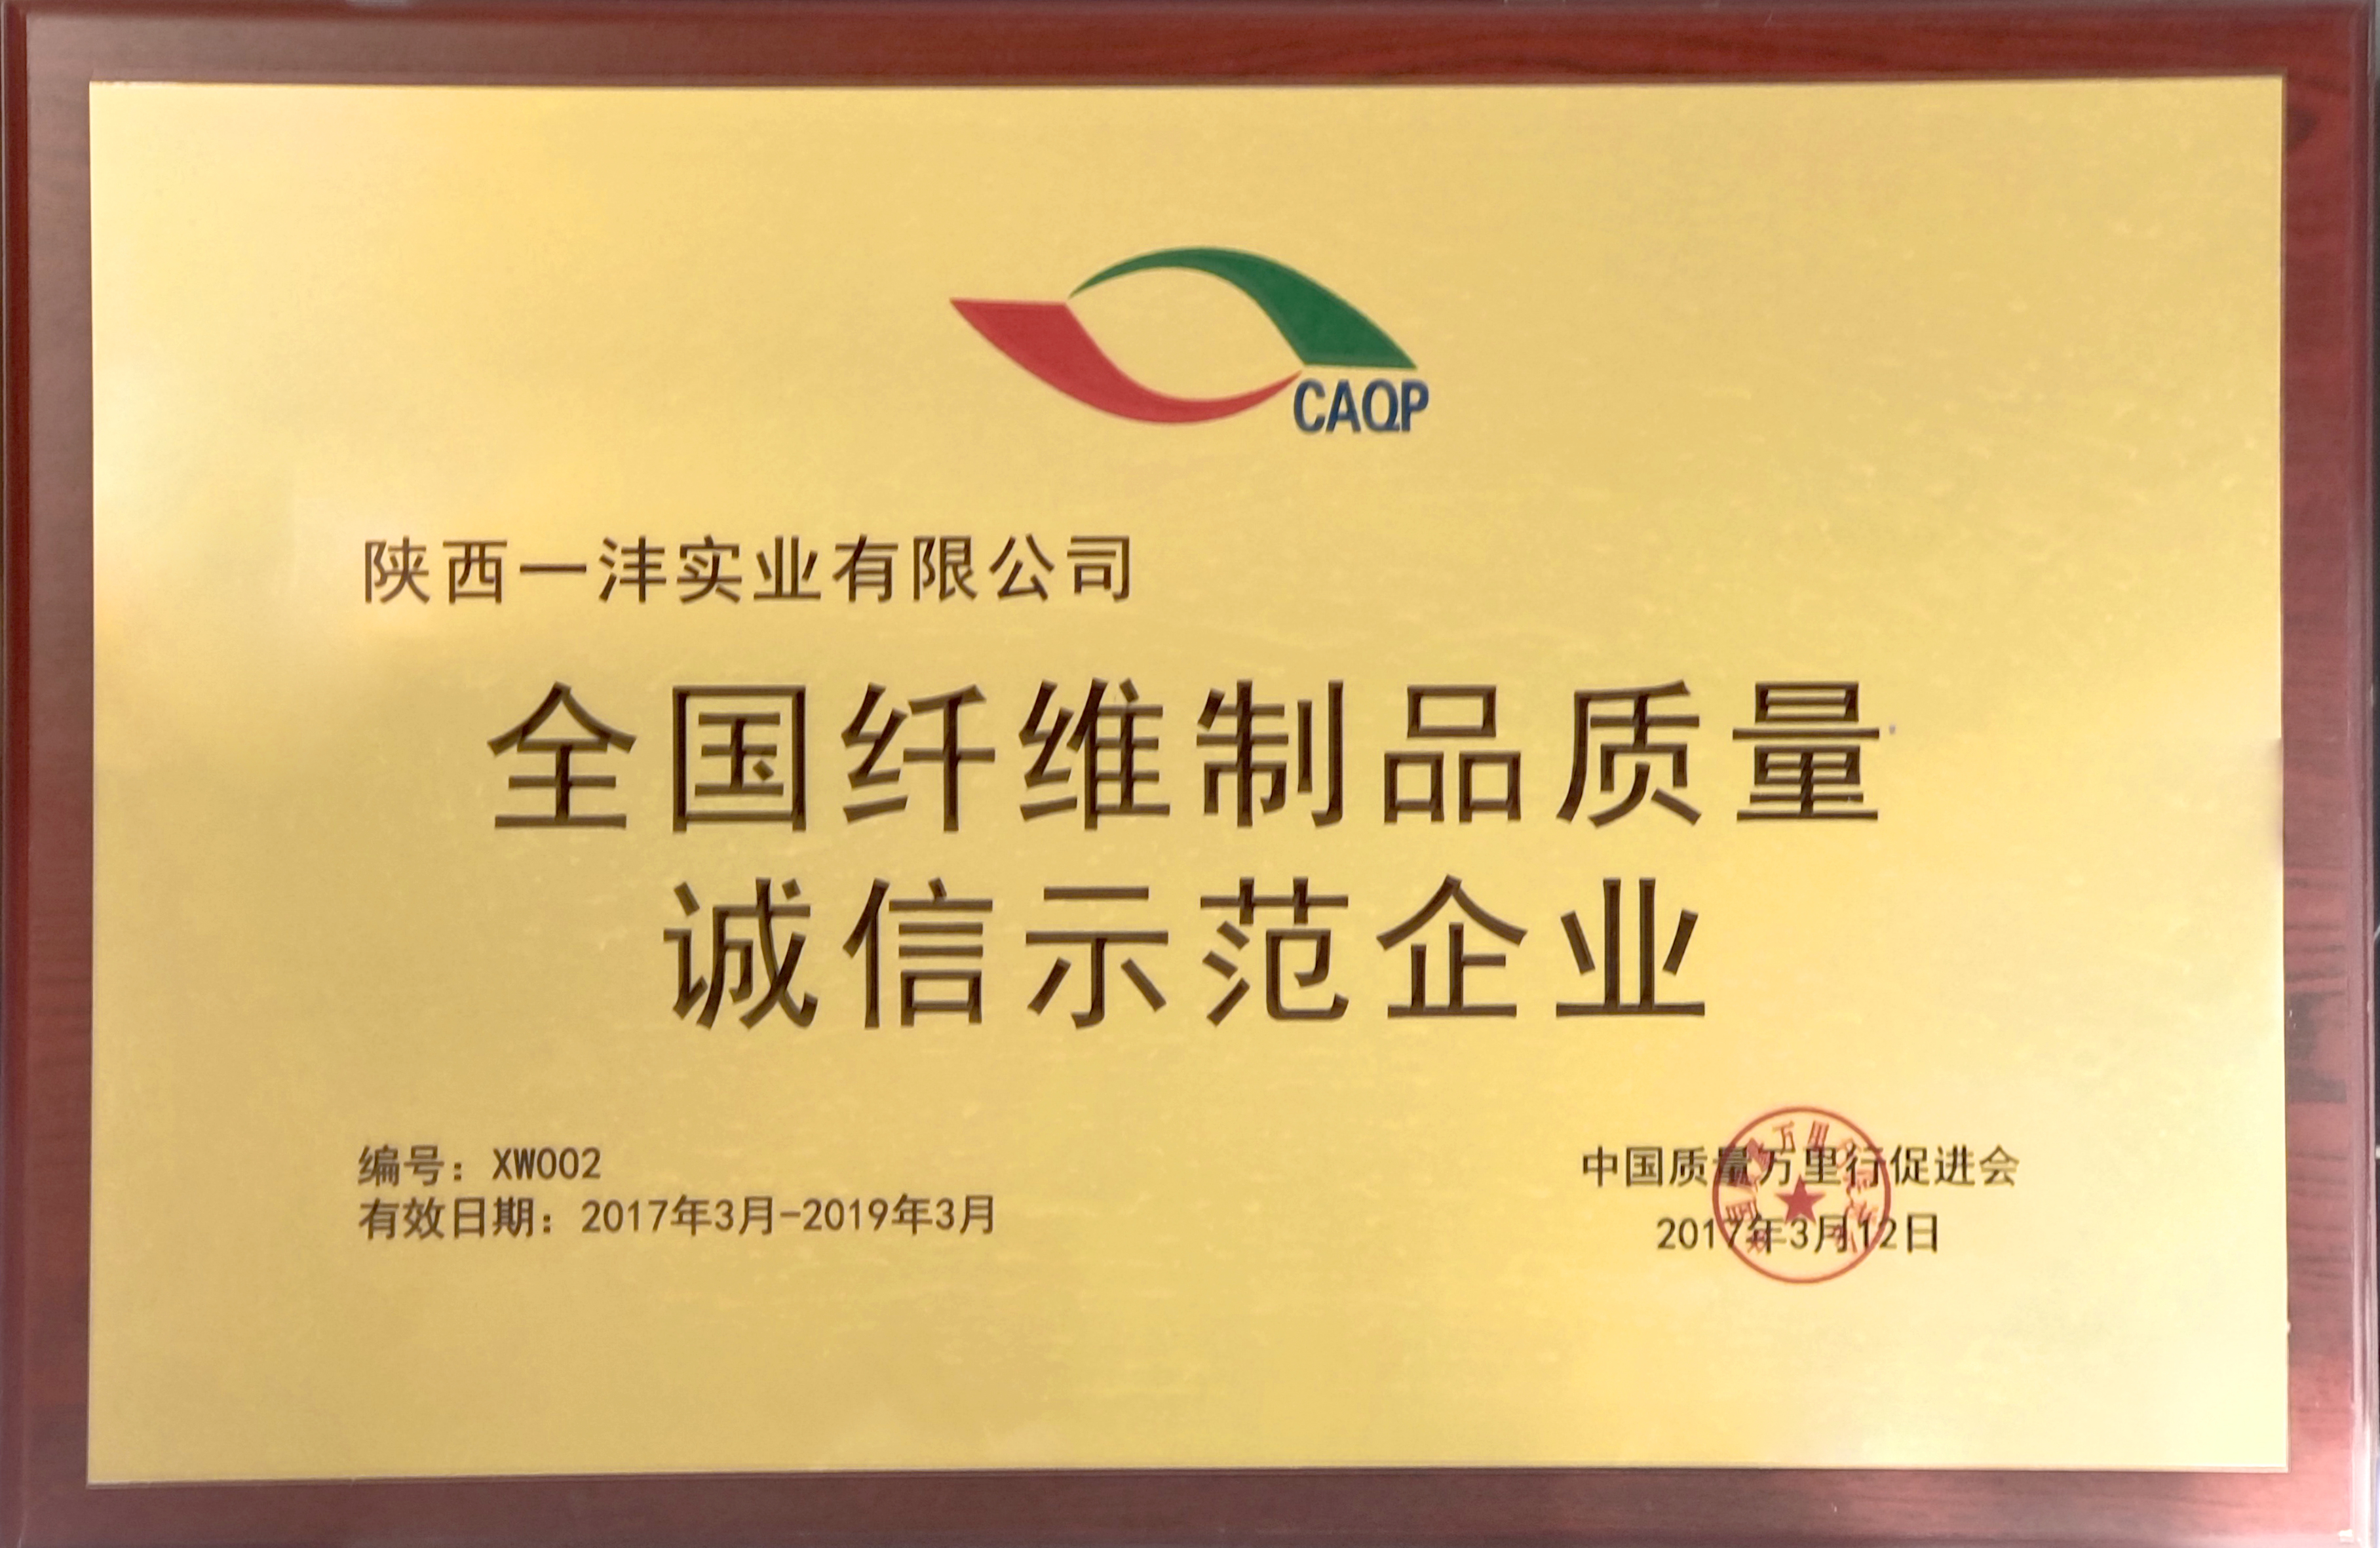 CAQP
陕西一沣实业有限公司
全国纤维制品质量
诚信示范企业
编号：XW002
有效日期：2017年3月-2019年3月
中国质量万里行促进会
2017年3月12日